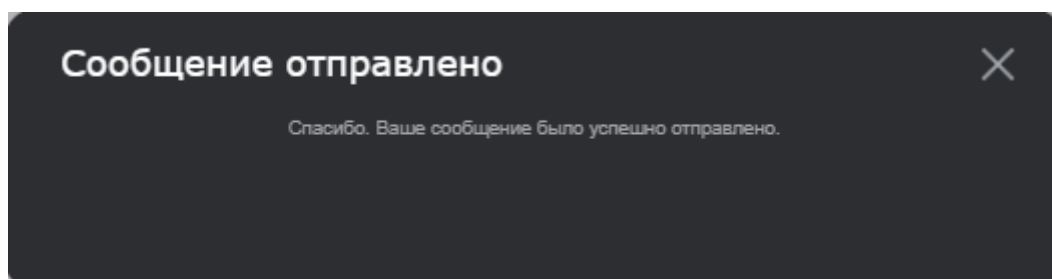 Сообщение отправлено
Спасибо. Ваше сообщение было успешно отправлено.